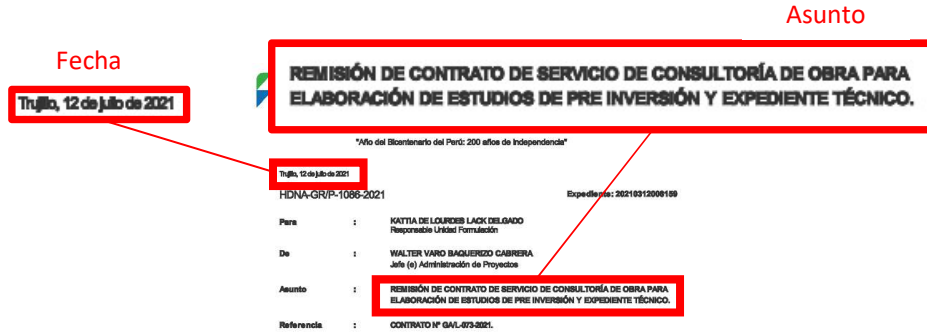 Asunto
Fecha
REMISIÓN DE CONTRATO DE SERVICIO DE CONSULTORÍA DE OBRA PARA
ELABORACIÓN DE ESTUDIOS DE PRE INVERSIÓN Y EXPEDIENTE TÉCNICO.
Trujillo, 12 de julio de 2021
"Año del Bicentenario del Perú: 200 años de Independencia"
Trujillo, 12 de julio de 2021
HDNA-GR/P-1086-2021 Expediente: 20210312006159
Para : KATTIA DE LOURDES LACK DELGADO
Responsable Unidad Formulación
De : WALTER VARO BAQUERIZO CABRERA
Jefe (e) Administración de Proyectos
Asunto : REMISIÓN DE CONTRATO DE SERVICIO DE CONSULTORÍA DE OBRA PARA
ELABORACIÓN DE ESTUDIOS DE PRE INVERSIÓN Y EXPEDIENTE TÉCNICO.
Referencia : CONTRATO N° GA/L-073-2021.